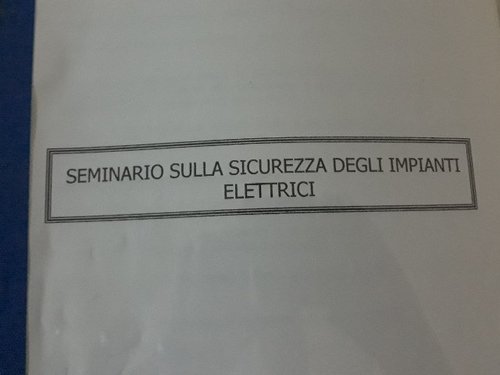 SEMINARIO SULLA SICUREZZA DEGLI IMPIANTI
ELETTRICI